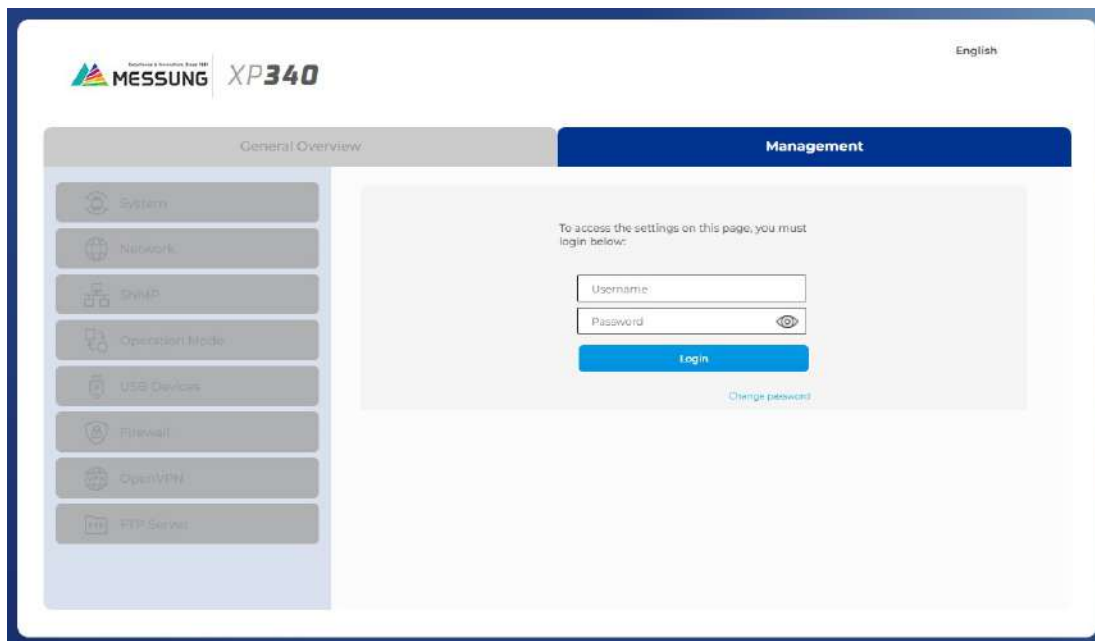 English
MESSUNG
XP340
General Overview
Management
System
Network
SNMP
Operation Mode
USB Devices
Firewall
OpenVPN
FTP Server
To access the settings on this page, you must
login below:
Username
Password
Login
Change password